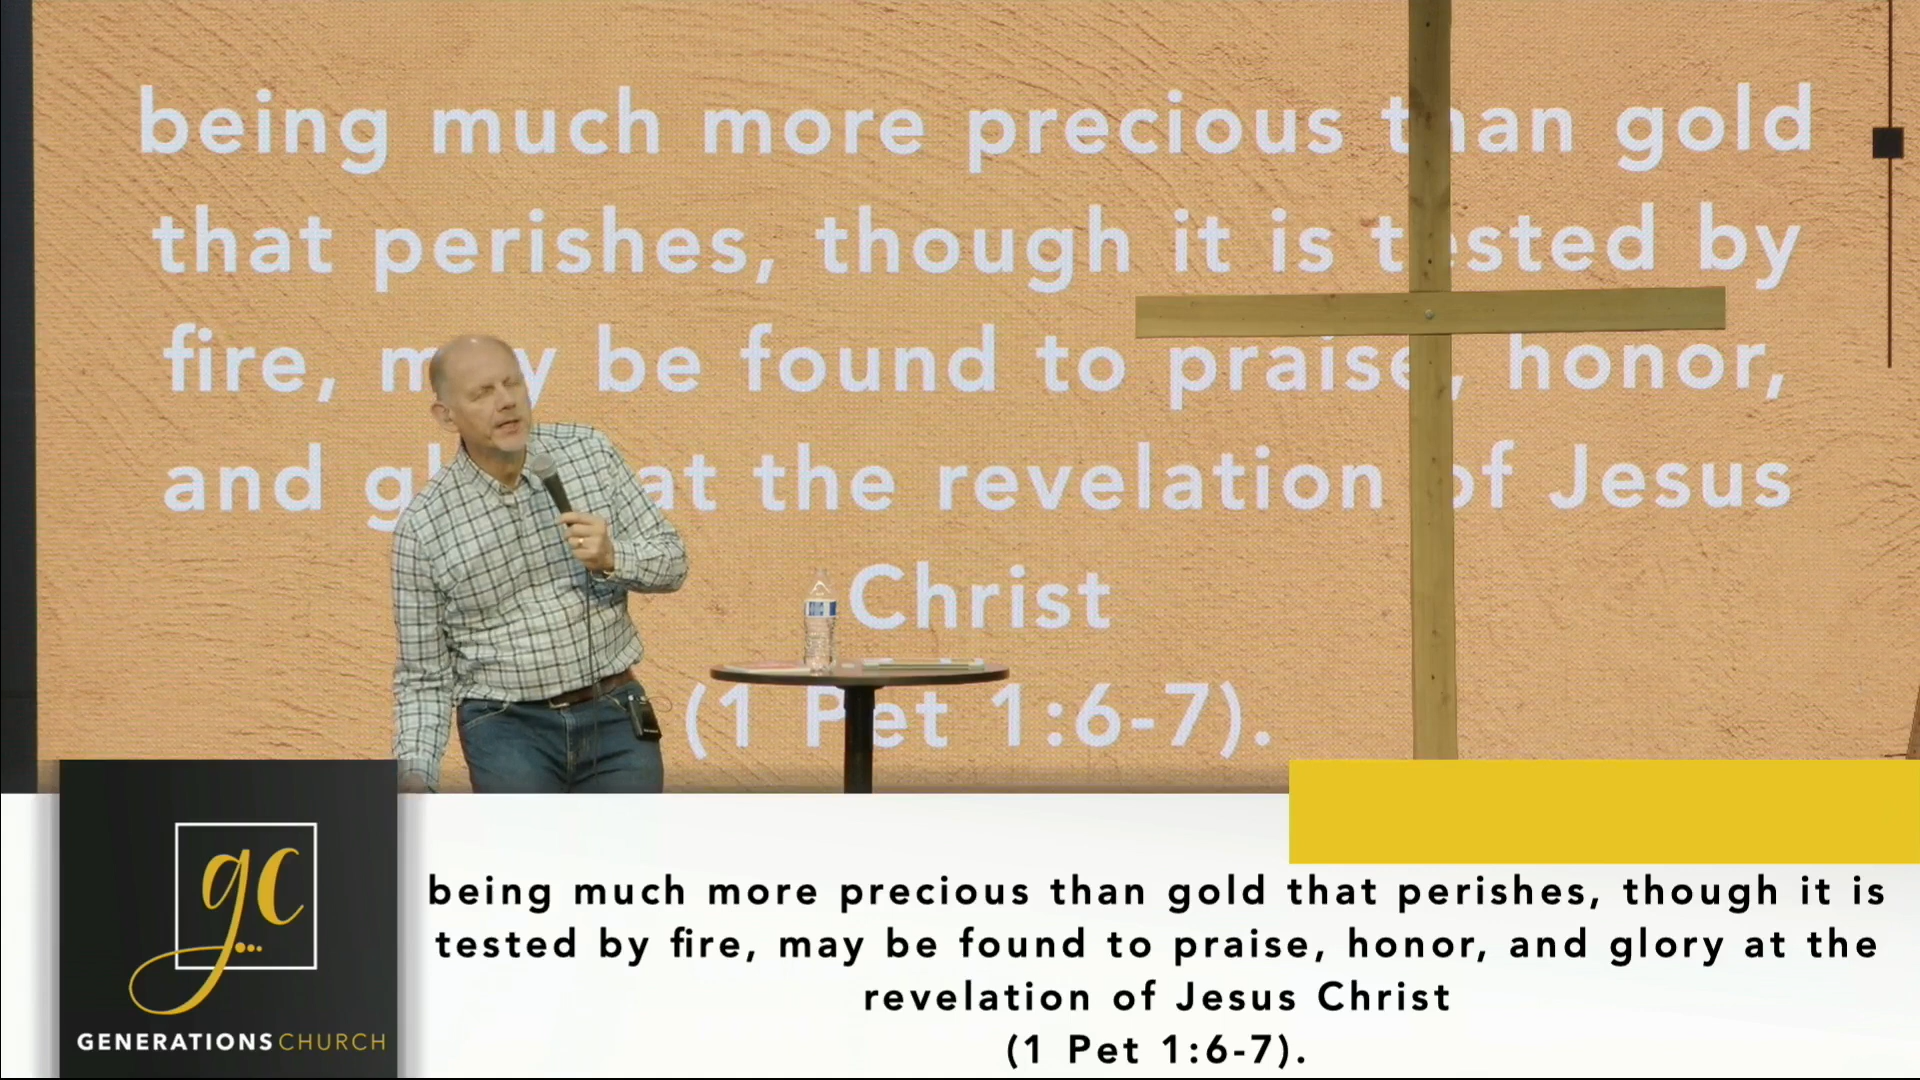 being much more precious than gold
that perishes, though it is tested by
fire, may be found to praise, honor,
and glory at the revelation of Jesus
Christ
(1 Pet 1:6-7).
gc
GENERATIONS CHURCH
being much more precious than gold that perishes, though it is
tested by fire, may be found to praise, honor, and glory at the
revelation of Jesus Christ
(1 Pet 1:6-7).